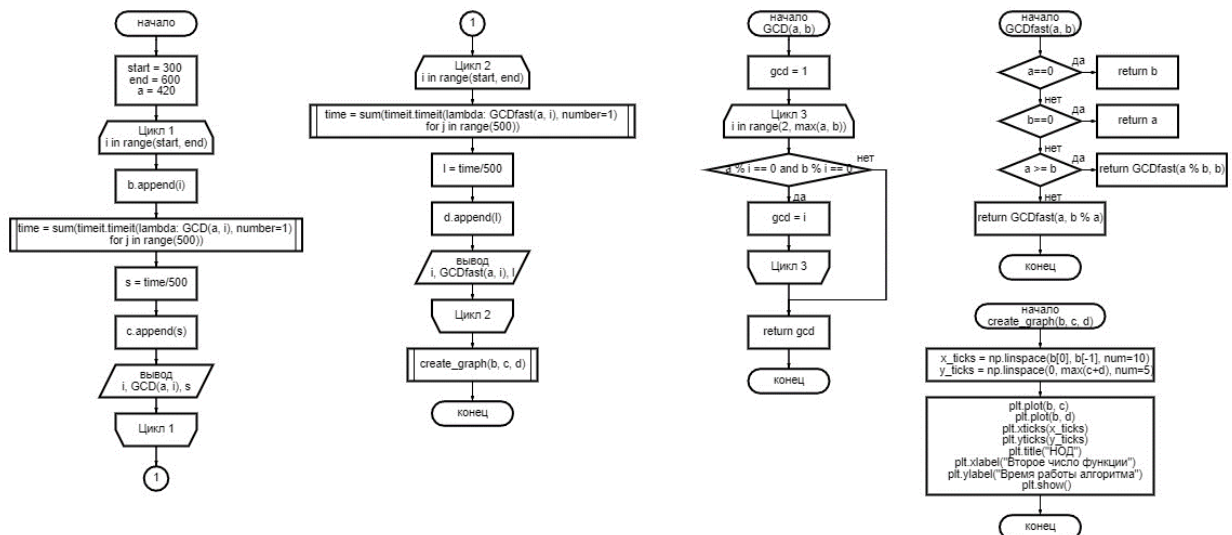 начало
start = 300
end = 600
a = 420
Цикл 1
i in range(start, end)
b.append(i)
time = sum(timeit.timeit(lambda: GCD(a, i), number=1)
for j in range(500))
s = time/500
c.append(s)
вывод
i, GCD(a, i), s
Цикл 1
1
1
Цикл 2
i in range(start, end)
time = sum(timeit.timeit(lambda: GCDfast(a, i), number=1)
for j in range(500))
l = time/500
d.append(l)
вывод
i, GCDfast(a, i), l
Цикл 2
create_graph(b, c, d)
конец
начало
GCD(a, b)
gcd = 1
Цикл 3
i in range(2, max(a, b))
нет
a % i == 0 and b % i == 0
да
gcd = i
Цикл 3
return gcd
конец
начало
GCDfast(a, b)
да
a==0
return b
нет
да
b==0
return a
нет
да
a >= b
return GCDfast(a % b, b)
нет
return GCDfast(a, b % a)
конец
начало
create_graph(b, c, d)
x_ticks = np.linspace(b[0], b[-1], num=10)
y_ticks = np.linspace(0, max(c+d), num=5)
plt.plot(b, c)
plt.plot(b, d)
plt.xticks(x_ticks)
plt.yticks(y_ticks)
plt.title("НОД")
plt.xlabel("Второе число функции")
plt.ylabel("Время работы алгоритма")
plt.show()
конец